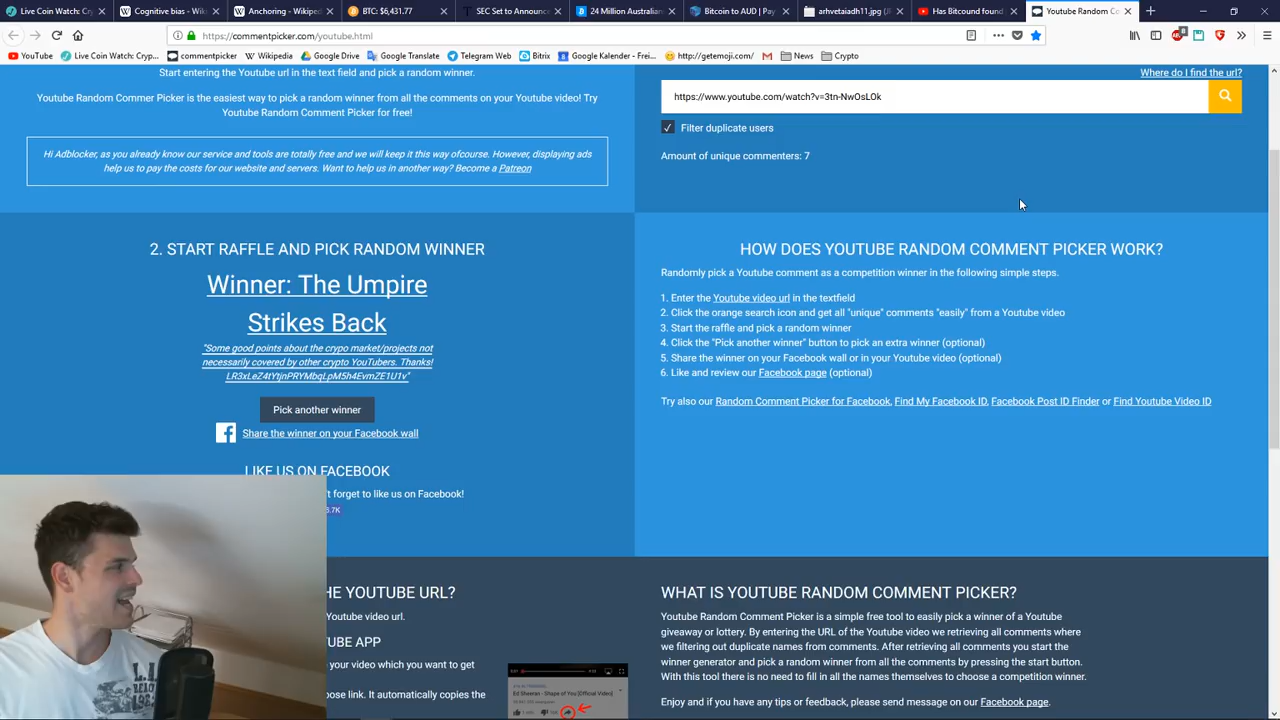 Live Coin Watch: Cry
Cognitive bias - Wiki
Anchoring - Wikiped
BTC: $6,431.77
SEC Set to Announce
24 Million Australian
Bitcoin to AUD | Pay
arhvetaiadh11.jpg (J
Has Bitcound found
Youtube Random Co
https://commentpicker.com/youtube.html
YouTube
Live Coin Watch: Cryp...
commentpicker
Wikipedia
Google Drive
Google Translate
Telegram Web
Bitrix
Google Kalender - Frei...
http://getemoji.com/
News
Crypto
Start entering the Youtube url in the text field and pick a random winner.
Youtube Random Commer Picker is the easiest way to pick a random winner from all the comments on your Youtube video! Try
Youtube Random Comment Picker for free!
Hi Adblocker, as you already know our service and tools are totally free and we will keep it this way ofcourse. However, displaying ads
help us to pay the costs for our website and servers. Want to help us in another way? Become a Patreon
Where do I find the url?
https://www.youtube.com/watch?v=3tn-NwOsLOk
Filter duplicate users
Amount of unique commenters: 7
2. START RAFFLE AND PICK RANDOM WINNER
Winner: The Umpire
Strikes Back
"Some good points about the crypo market/projects not
necessarily covered by other crypto YouTubers. Thanks!
LR3xLeZ4tYtjnPRYMbqLpM5h4EvmZE1U1v"
Pick another winner
Share the winner on your Facebook wall
LIKE US ON FACEBOOK
't forget to like us on Facebook!
HOW DOES YOUTUBE RANDOM COMMENT PICKER WORK?
Randomly pick a Youtube comment as a competition winner in the following simple steps.
1. Enter the Youtube video url in the textfield
2. Click the orange search icon and get all "unique" comments "easily" from a Youtube video
3. Start the raffle and pick a random winner
4. Click the "Pick another winner" button to pick an extra winner (optional)
5. Share the winner on your Facebook wall or in your Youtube video (optional)
6. Like and review our Facebook page (optional)
Try also our Random Comment Picker for Facebook, Find My Facebook ID, Facebook Post ID Finder or Find Youtube Video ID
HE YOUTUBE URL?
Youtube video url.
TUBE APP
your video which you want to get
oose link. It automatically copies the
Ed Sheeran - Shape of You [Official Video]
WHAT IS YOUTUBE RANDOM COMMENT PICKER?
Youtube Random Comment Picker is a simple free tool to easily pick a winner of a Youtube
giveaway or lottery. By entering the URL of the Youtube video we retrieving all comments where
we filtering out duplicate names from comments. After retrieving all comments you start the
winner generator and pick a random winner from all the comments by pressing the start button.
With this tool there is no need to fill in all the names themselves to choose a competition winner.
Enjoy and if you have any tips or feedback, please send message on our Facebook page.